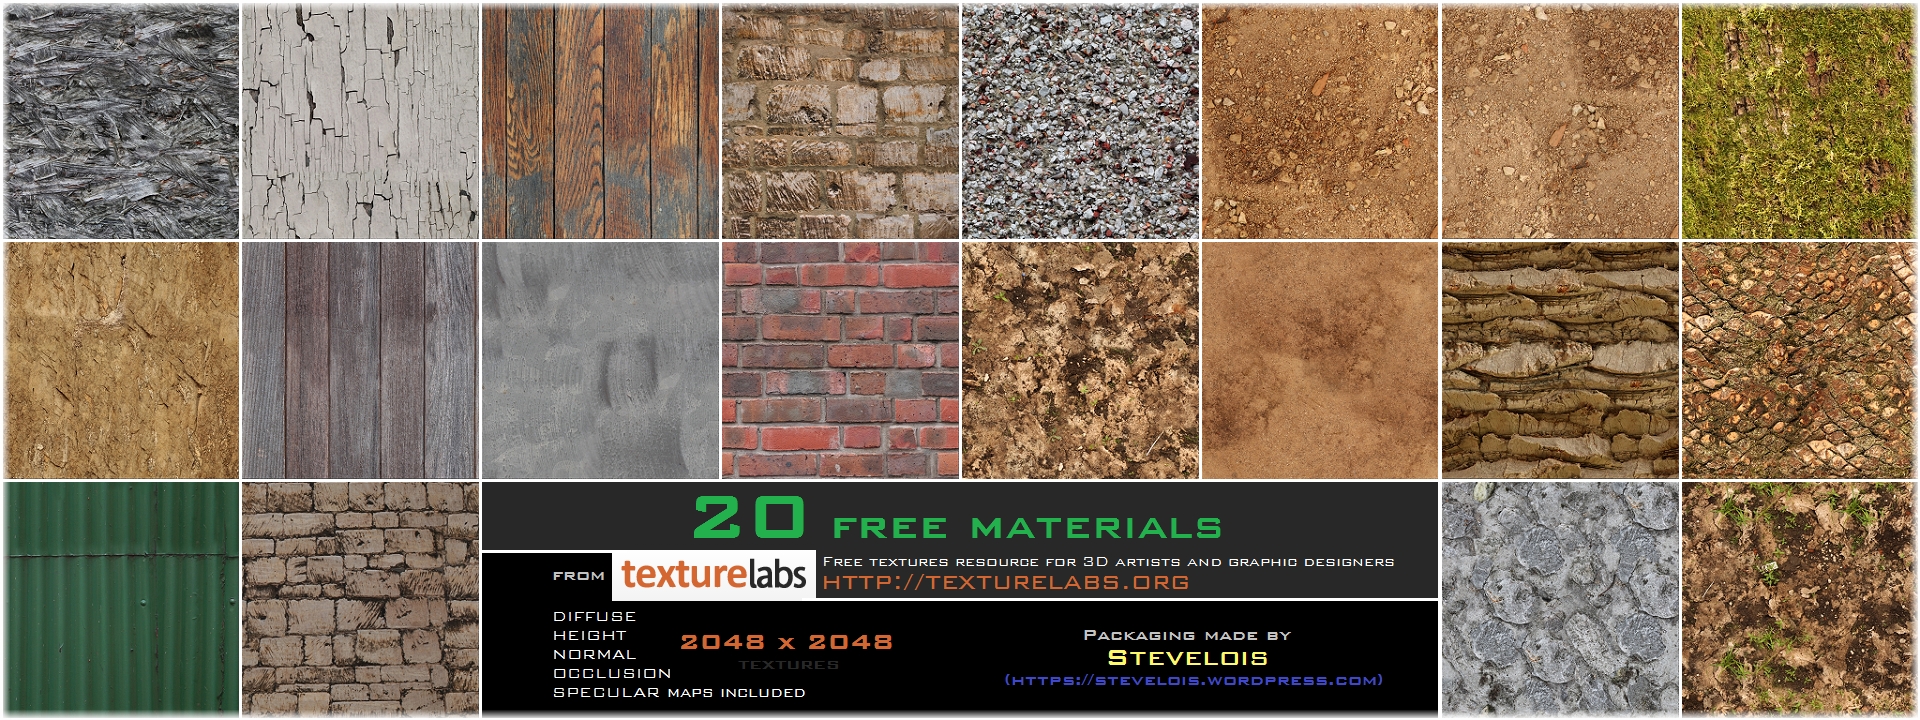 20 FREE MATERIALS
FROM texturelabs
FREE TEXTURES RESOURCE FOR 3D ARTISTS AND GRAPHIC DESIGNERS
HTTP://TEXTURELABS.ORG
DIFFUSE
HEIGHT
NORMAL
OCCLUSION
SPECULAR MAPS INCLUDED
2048 x 2048
TEXTURES
PACKAGING MADE BY
STEVELOIS
(HTTPS://STEVELOIS.WORDPRESS.COM)